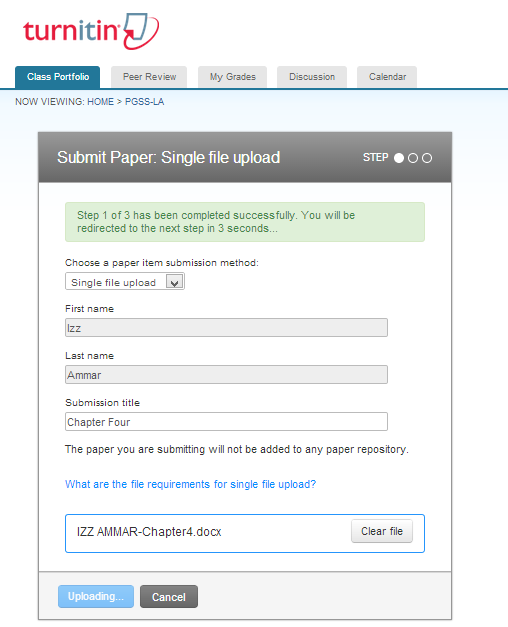 turnitin
Class Portfolio
Peer Review
My Grades
Discussion
Calendar
NOW VIEWING: HOME > PGSS-LA
Submit Paper: Single file upload
STEP
Step 1 of 3 has been completed successfully. You will be
redirected to the next step in 3 seconds...
Choose a paper item submission method:
Single file upload
First name
Izz
Last name
Ammar
Submission title
Chapter Four
The paper you are submitting will not be added to any paper repository.
What are the file requirements for single file upload?
IZZ AMMAR-Chapter4.docx
Clear file
Uploading...
Cancel